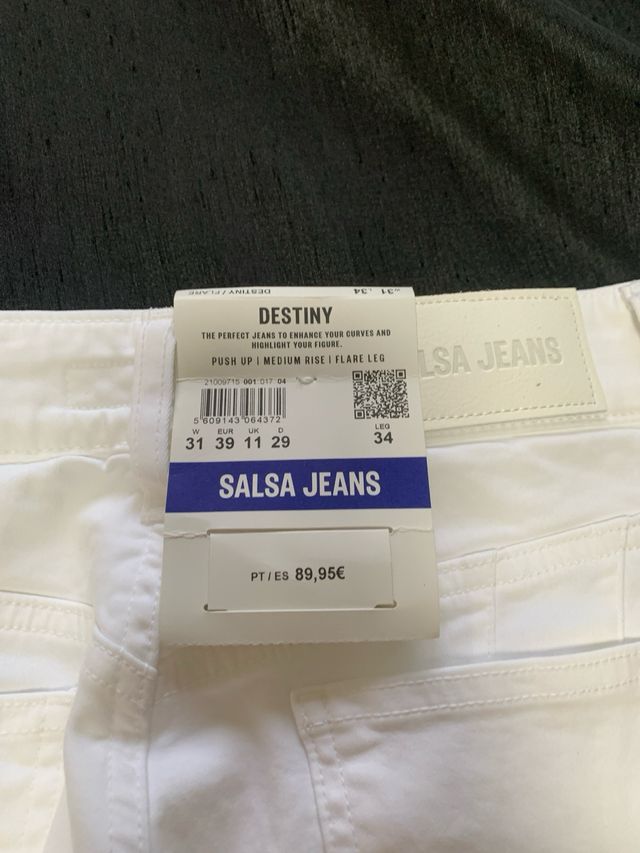 DESTINY / FLARE
W31 L34
DESTINY
THE PERFECT JEANS TO ENHANCE YOUR CURVES AND
HIGHLIGHT YOUR FIGURE.
PUSH UP | MEDIUM RISE | FLARE LEG
21009715 001 017 04
5 609143 064372
W EUR UK D LEG
31 39 11 29 34
SALSA JEANS
PT / ES 89,95€
LSA JEANS